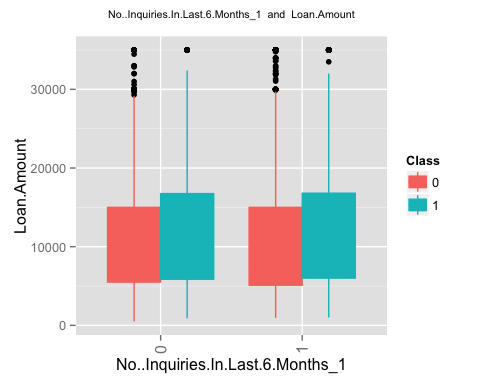 No..Inquiries.In.Last.6.Months_1 and Loan.Amount
30000
20000
10000
0
Loan.Amount
0
1
No..Inquiries.In.Last.6.Months_1
Class
0
1